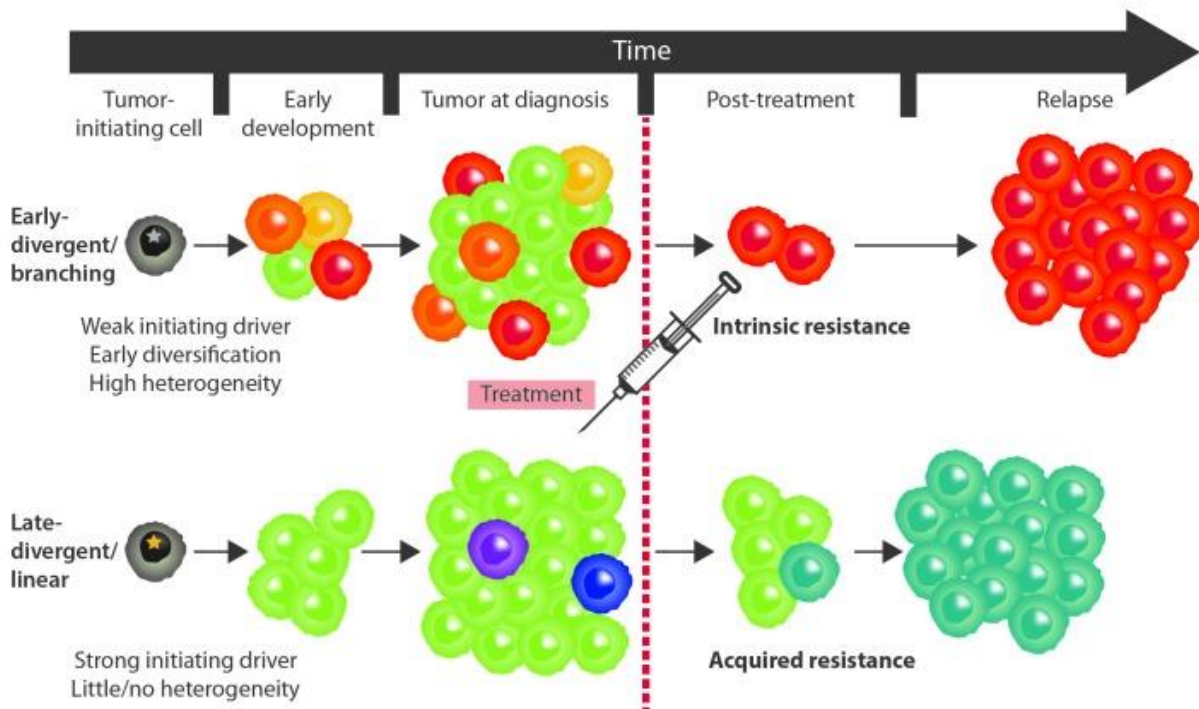 Time
Tumor-
initiating cell
Early
development
Tumor at diagnosis
Post-treatment
Relapse
Early-
divergent/
branching
Weak initiating driver
Early diversification
High heterogeneity
Treatment
Intrinsic resistance
Late-
divergent/
linear
Strong initiating driver
Little/no heterogeneity
Acquired resistance